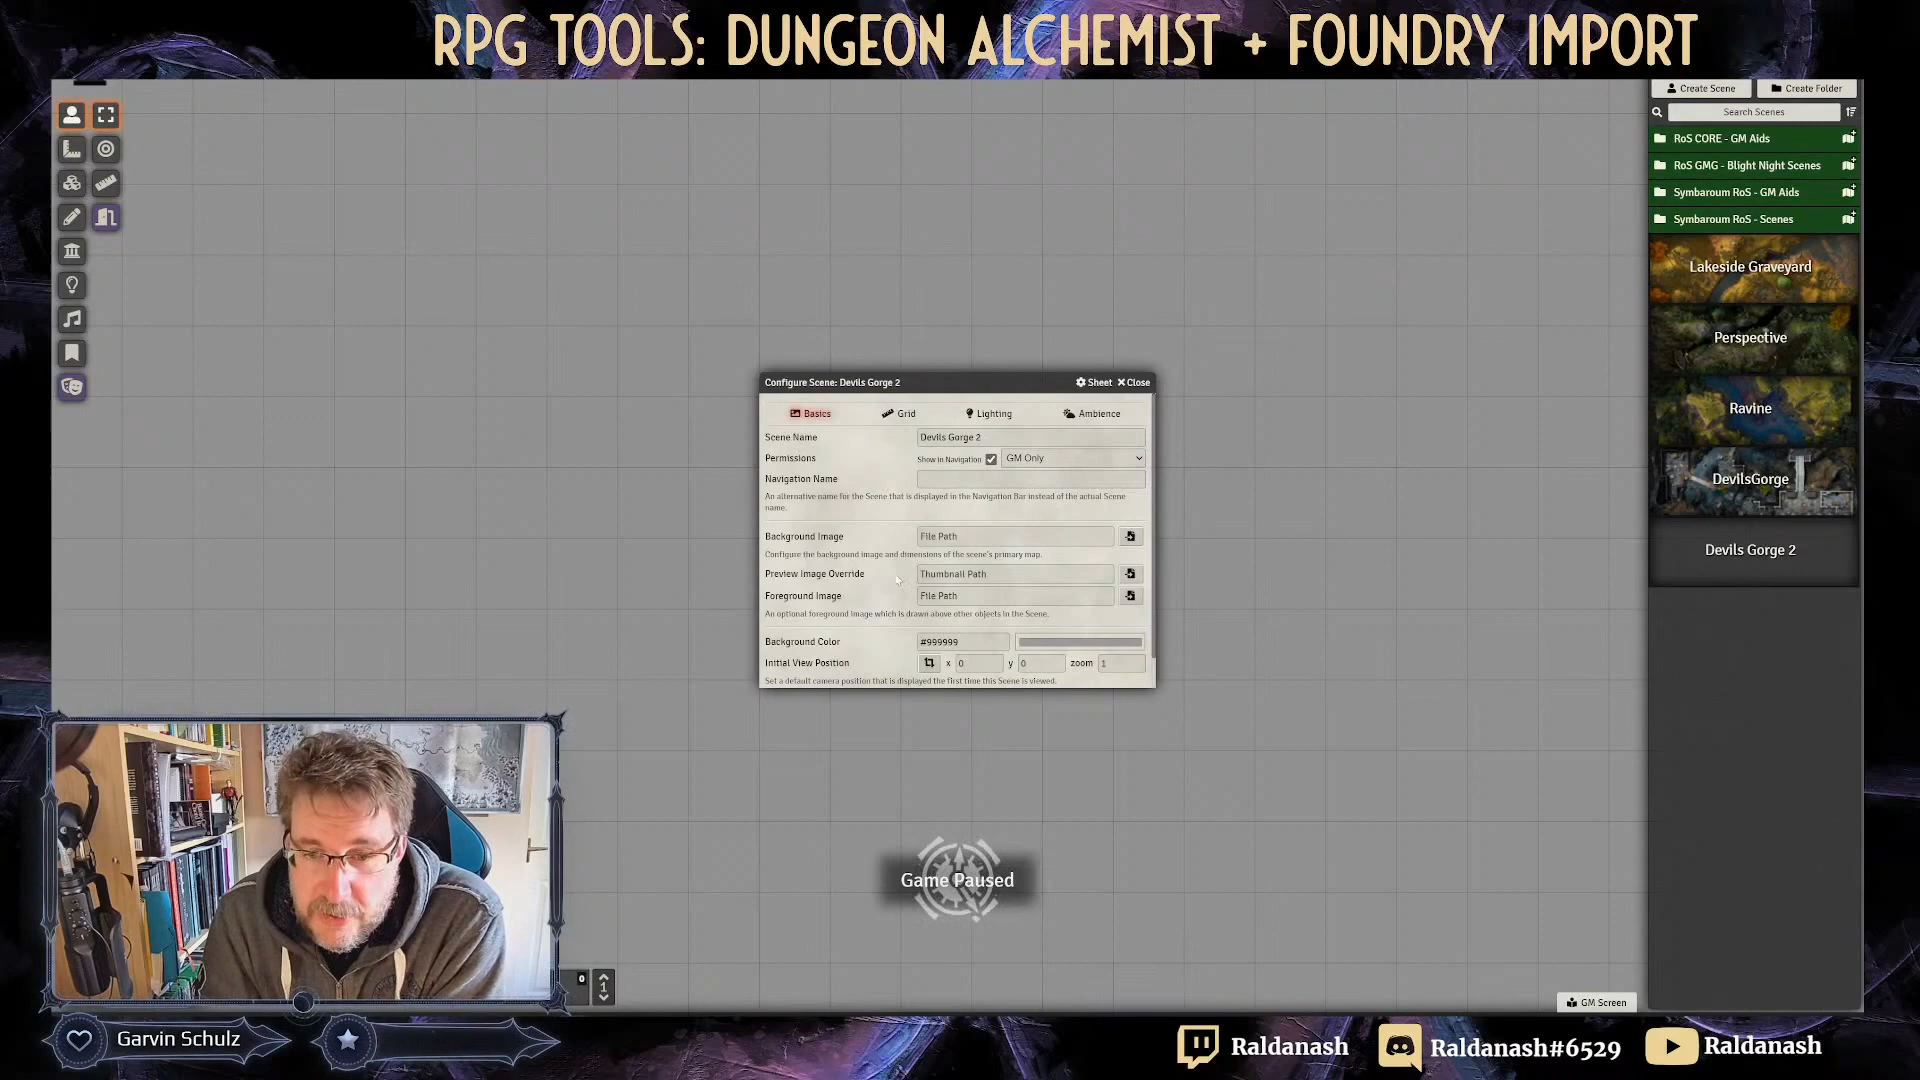 RPG TOOLS: DUNGEON ALCHEMIST + FOUNDRY IMPORT
Create Scene
Create Folder
Search Scenes
RoS CORE - GM Aids
RoS GMG - Blight Night Scenes
Symbaroum RoS - GM Aids
Symbaroum RoS - Scenes
Lakeside Graveyard
Perspective
Ravine
DevilsGorge
Devils Gorge 2
Configure Scene: Devils Gorge 2
Sheet
Close
Basics
Grid
Lighting
Ambience
Scene Name
Devils Gorge 2
Permissions
Show in Navigation
GM Only
Navigation Name
An alternative name for the Scene that is displayed in the Navigation Bar instead of the actual Scene
name.
Background Image
File Path
Configure the background image and dimensions of the scene's primary map.
Preview Image Override
Thumbnail Path
Foreground Image
File Path
An optional foreground image which is drawn above other objects in the Scene.
Background Color
#999999
Initial View Position
x 0
y 0
zoom 1
Set a default camera position that is displayed the first time this Scene is viewed.
Game Paused
0
1
GM Screen
Garvin Schulz
Raldanash
Raldanash#6529
Raldanash